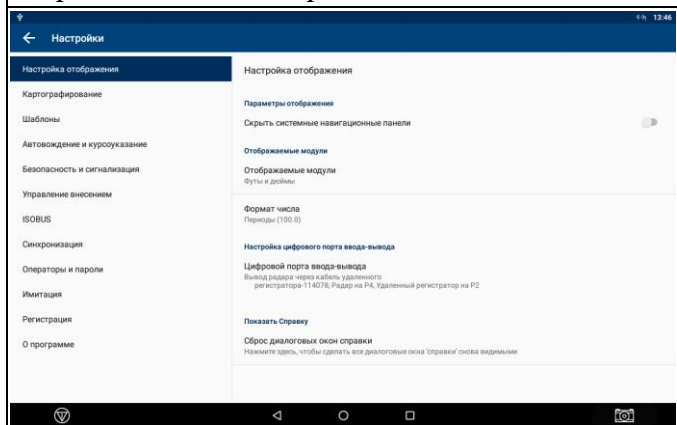 13:46
Настройки
Настройка отображения
Картографирование
Шаблоны
Автовождение и курсоуказание
Безопасность и сигнализация
Управление внесением
ISOBUS
Синхронизация
Операторы и пароли
Имитация
Регистрация
О программе
Настройка отображения
Параметры отображения
Скрыть системные навигационные панели
Отображаемые модули
Отображаемые модули
Футы и дюймы
Формат числа
Периоды (100.0)
Настройка цифрового порта ввода-вывода
Цифровой порта ввода-вывода
Вывод радара через кабель удаленного
регистратора-114078; Радар на P4, Удаленный регистратор на P2
Показать Справку
Сброс диалоговых окон справки
Нажмите здесь, чтобы сделать все диалоговые окна 'справки' снова видимыми